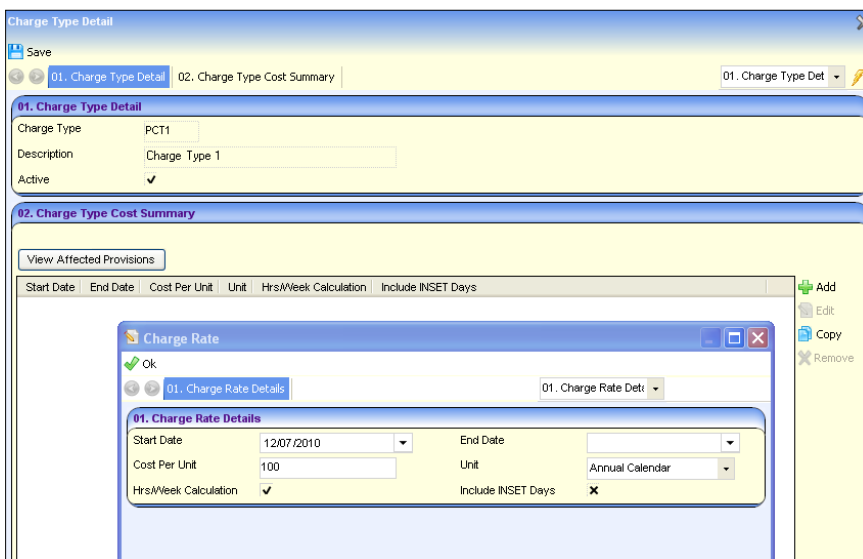 Charge Type Detail
Save
01. Charge Type Detail 02. Charge Type Cost Summary 01. Charge Type Det
01. Charge Type Detail
Charge Type PCT1
Description Charge Type 1
Active
02. Charge Type Cost Summary
View Affected Provisions
Start Date End Date Cost Per Unit Unit Hrs/Week Calculation Include INSET Days
Add
Edit
Copy
Remove
Charge Rate
Ok
01. Charge Rate Details 01. Charge Rate Deta
01. Charge Rate Details
Start Date 12/07/2010 End Date
Cost Per Unit 100 Unit Annual Calendar
Hrs/Week Calculation Include INSET Days